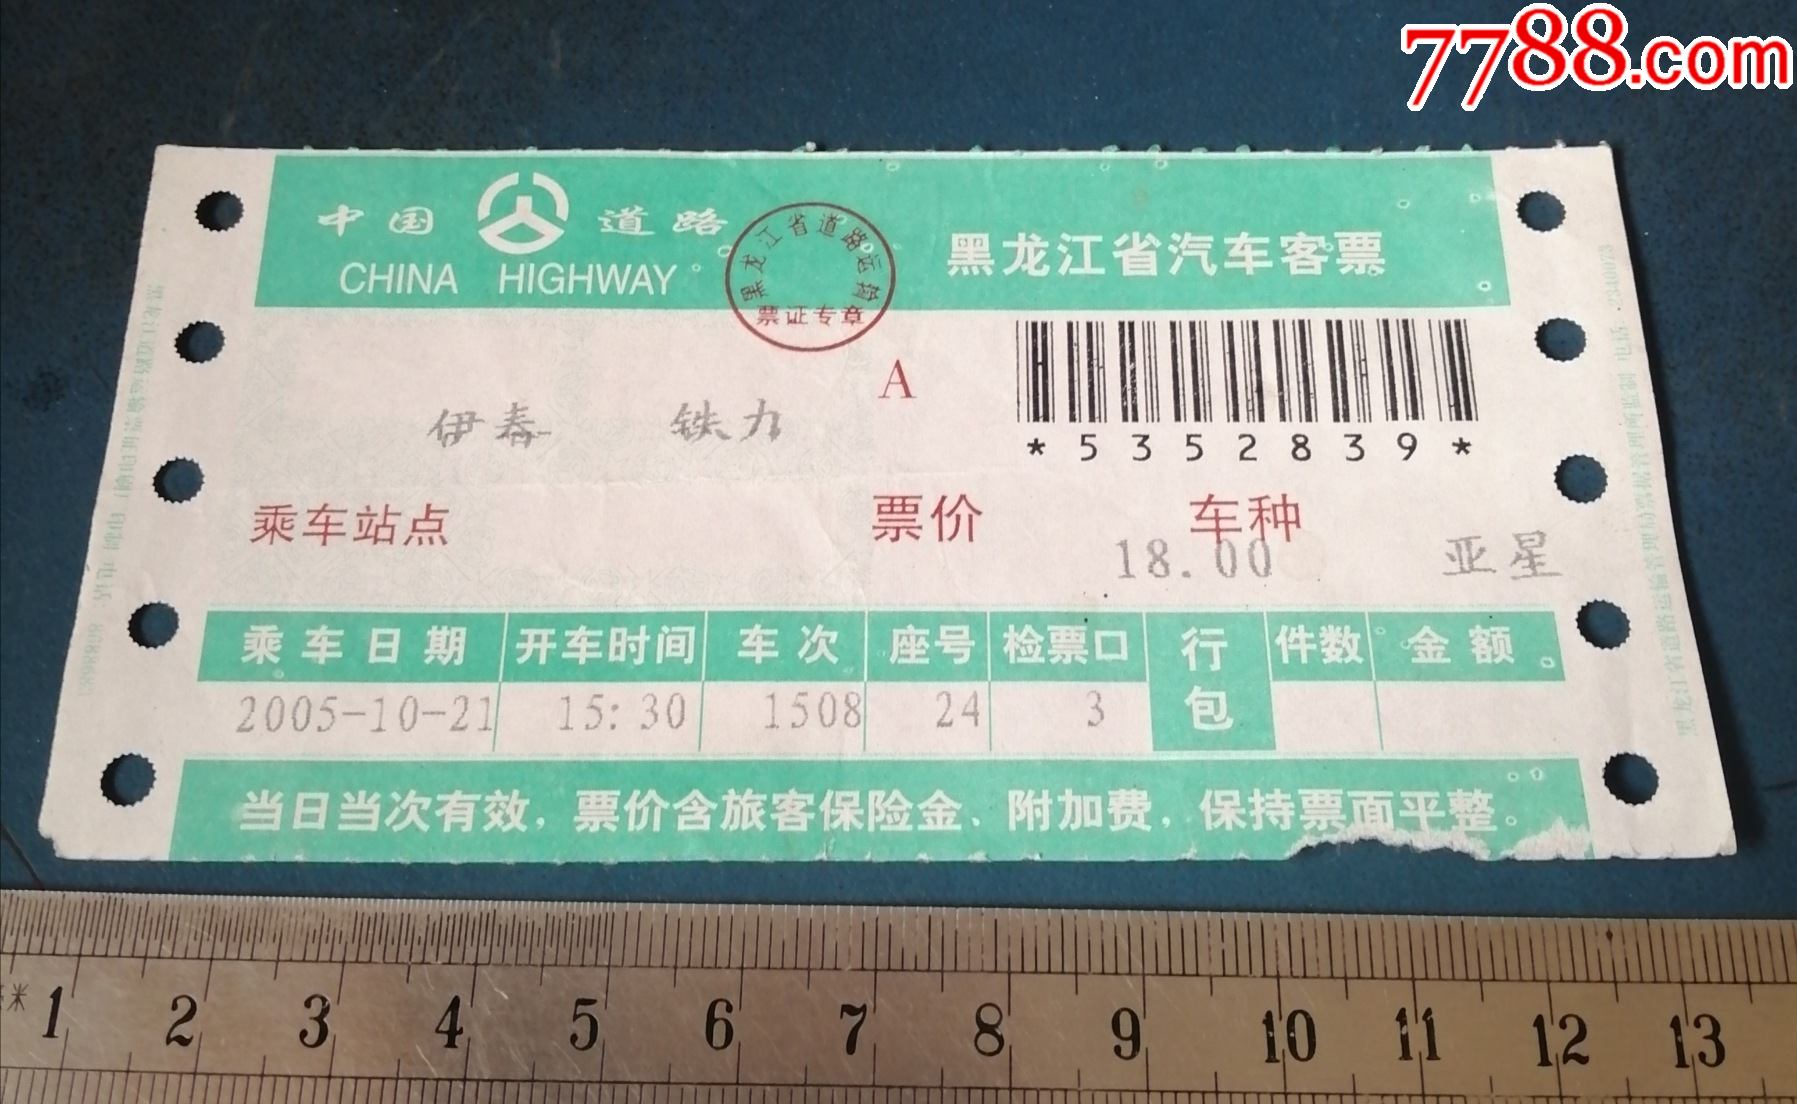 7788.com
中国 道路
CHINA HIGHWAY
黑龙江省道路运输
票证专章
黑龙江省汽车客票
A
*5352839*
伊春 铁力
乘车站点 票价 车种
18.00 亚星
乘车日期 开车时间 车次 座号 检票口 行包 件数 金额
2005-10-21 15:30 1508 24 3
当日当次有效，票价含旅客保险金、附加费，保持票面平整。
毫米 1 2 3 4 5 6 7 8 9 10 11 12 13